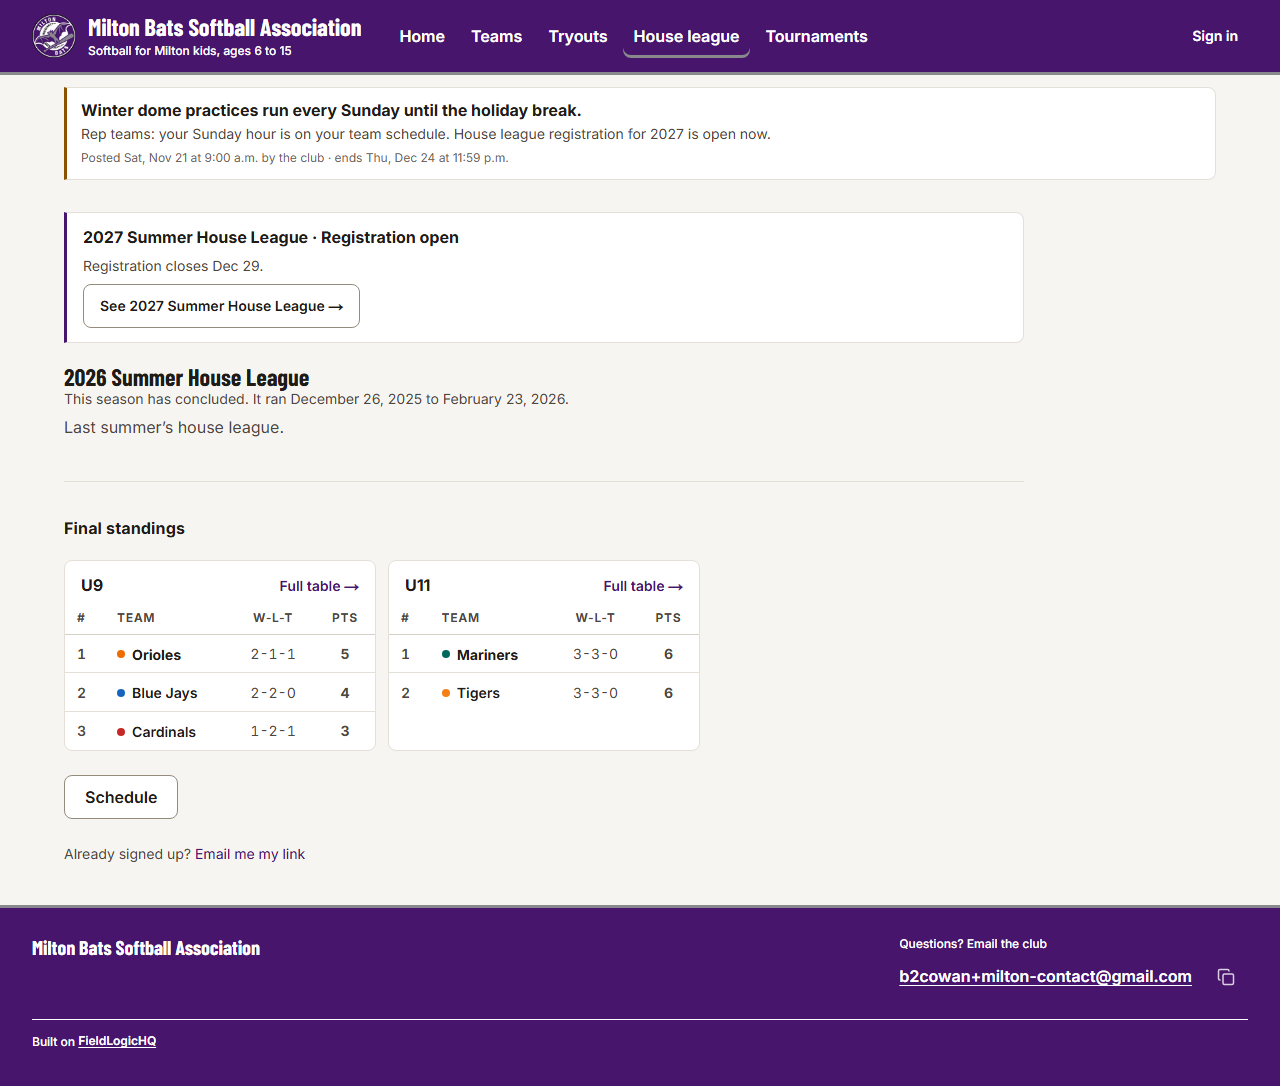 MILTON
BATS
Milton Bats Softball Association
Softball for Milton kids, ages 6 to 15
Home
Teams
Tryouts
House league
Tournaments
Sign in
Winter dome practices run every Sunday until the holiday break.
Rep teams: your Sunday hour is on your team schedule. House league registration for 2027 is open now.
Posted Sat, Nov 21 at 9:00 a.m. by the club · ends Thu, Dec 24 at 11:59 p.m.
2027 Summer House League · Registration open
Registration closes Dec 29.
See 2027 Summer House League →
2026 Summer House League
This season has concluded. It ran December 26, 2025 to February 23, 2026.
Last summer’s house league.
Final standings
U9 Full table →
# TEAM W-L-T PTS
1 Orioles 2-1-1 5
2 Blue Jays 2-2-0 4
3 Cardinals 1-2-1 3
U11 Full table →
# TEAM W-L-T PTS
1 Mariners 3-3-0 6
2 Tigers 3-3-0 6
Schedule
Already signed up? Email me my link
Milton Bats Softball Association
Questions? Email the club
b2cowan+milton-contact@gmail.com
Built on FieldLogicHQ